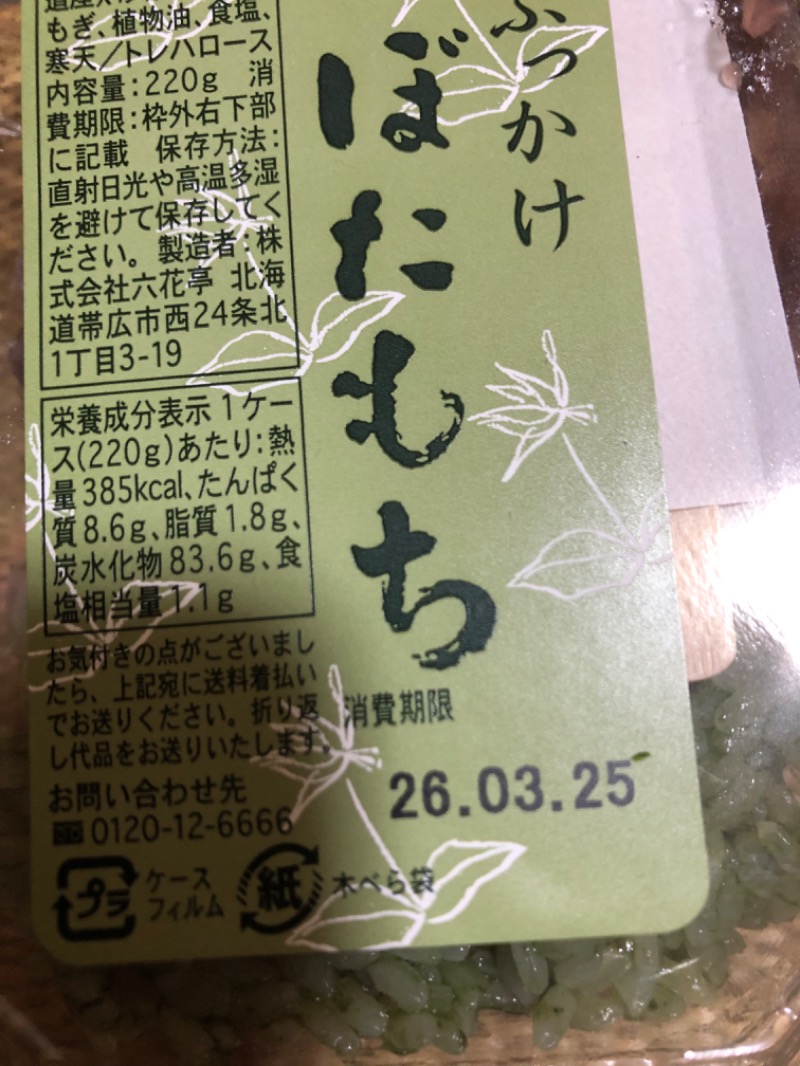 ぶっかけ
ぼたもち
もぎ、植物油、食塩、
寒天／トレハロース
内容量：220g 消
費期限：枠外右下部
に記載 保存方法：
直射日光や高温多湿
を避けて保存してく
ださい。製造者：株
式会社六花亭 北海
道帯広市西24条北
1丁目3-19
栄養成分表示 1ケー
ス(220g)あたり：熱
量385kcal、たんぱく
質8.6g、脂質1.8g、
炭水化物83.6g、食
塩相当量1.1g
お気付きの点がございまし
たら、上記宛に送料着払い
でお送りください。折り返
し代品をお送りいたします。
お問い合わせ先
0120-12-6666
プラ
ケース
フィルム
紙
木べら袋
消費期限
26.03.25